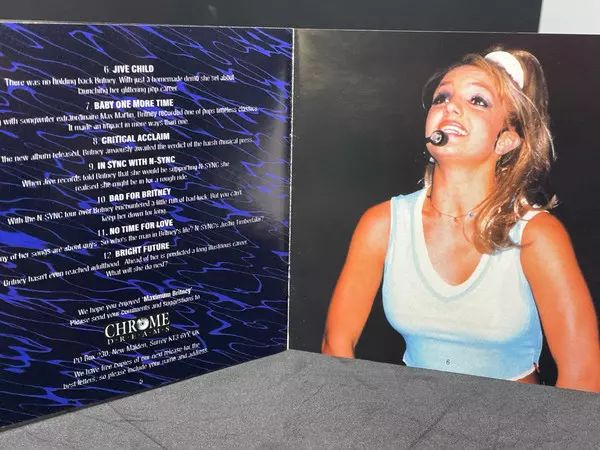 6. JIVE CHILD
There was no holding back Britney. With just a homemade demo she set about
launching her glittering pop career.
7. BABY ONE MORE TIME
g with songwriter extraordinaire Max Martin, Britney recorded one of pops timeless classics.
It made an impact in more ways than one.
8. CRITICAL ACCLAIM
The new album released, Britney anxiously awaited the verdict of the harsh musical press.
9. IN SYNC WITH N-SYNC
When Jive records told Britney that she would be supporting N-SYNC she
realised she might be in for a rough ride.
10. BAD FOR BRITNEY
With the N-SYNC tour over Britney encountered a little run of bad luck. But you can't
keep her down for long.
11. NO TIME FOR LOVE
ny of her songs are about guys. So who's the man in Britney's life? N-SYNC's Justin Timberlake?
12. BRIGHT FUTURE
Britney hasn't even reached adulthood. Ahead of her is predicted a long illustrious career.
What will she do next?
We hope you enjoyed 'Maximum Britney'
Please send your comments and suggestions to
CHROME
DREAMS
PO Box 230, New Malden, Surrey KT3 6YY UK
We have free copies of our next release for the
best letters, so please include your name and address.
5
6